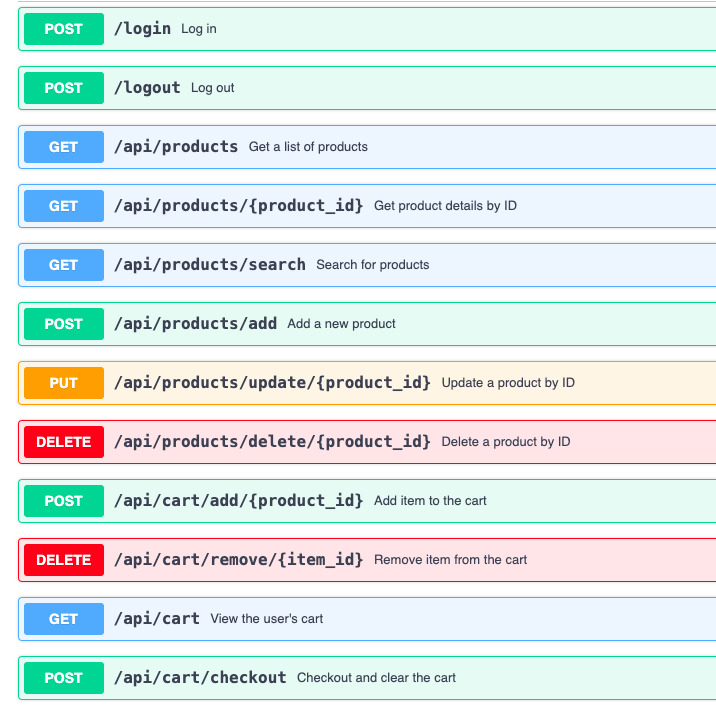 POST /login Log in
POST /logout Log out
GET /api/products Get a list of products
GET /api/products/{product_id} Get product details by ID
GET /api/products/search Search for products
POST /api/products/add Add a new product
PUT /api/products/update/{product_id} Update a product by ID
DELETE /api/products/delete/{product_id} Delete a product by ID
POST /api/cart/add/{product_id} Add item to the cart
DELETE /api/cart/remove/{item_id} Remove item from the cart
GET /api/cart View the user's cart
POST /api/cart/checkout Checkout and clear the cart